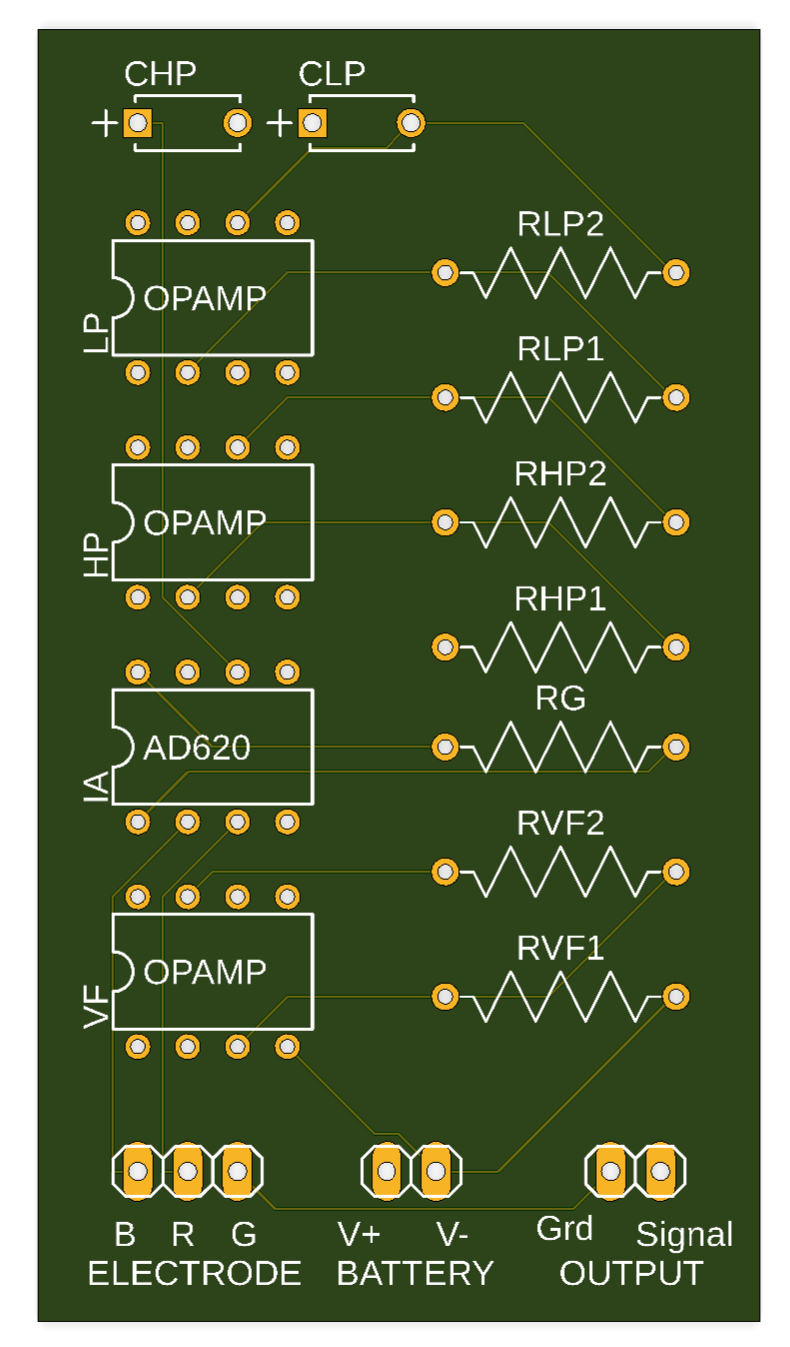 CHP CLP
+ +
RLP2
OPAMP
LP
RLP1
RHP2
OPAMP
HP
RHP1
RG
AD620
IA
RVF2
RVF1
OPAMP
VF
B R G V+ V- Grd Signal
ELECTRODE BATTERY OUTPUT